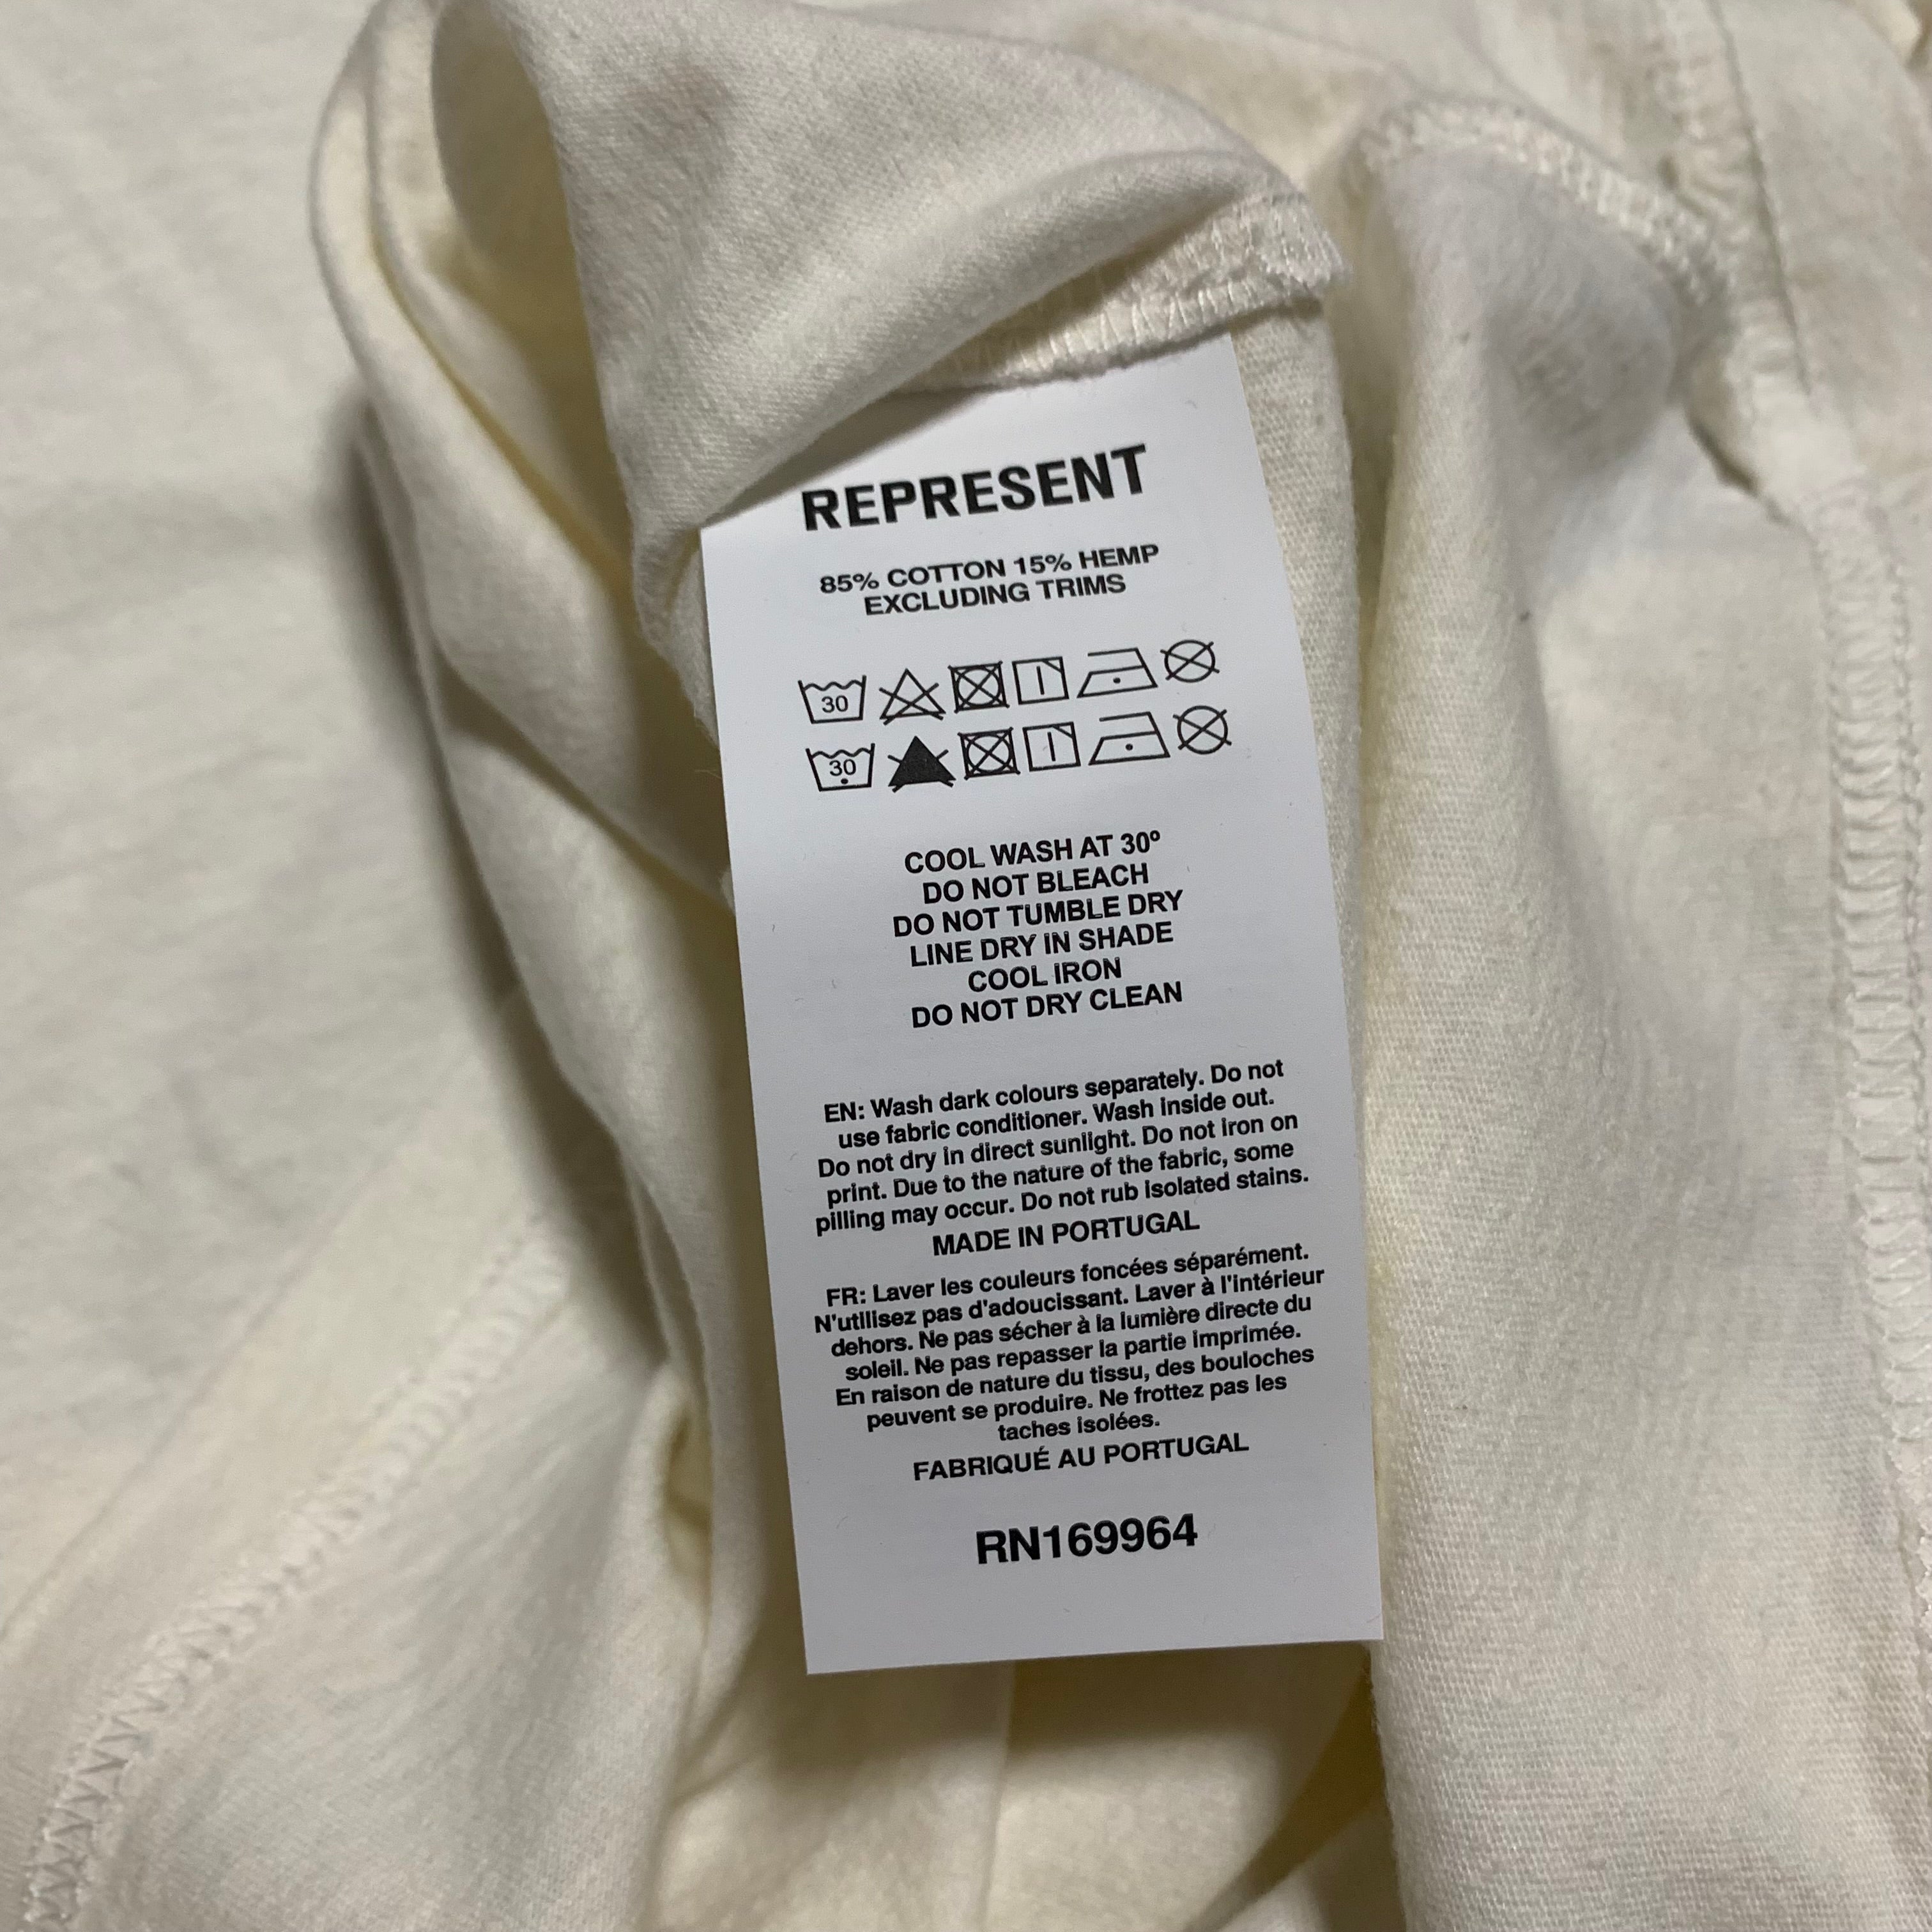 REPRESENT
85% COTTON 15% HEMP
EXCLUDING TRIMS
30
30
COOL WASH AT 30º
DO NOT BLEACH
DO NOT TUMBLE DRY
LINE DRY IN SHADE
COOL IRON
DO NOT DRY CLEAN
EN: Wash dark colours separately. Do not
use fabric conditioner. Wash inside out.
Do not dry in direct sunlight. Do not iron on
print. Due to the nature of the fabric, some
pilling may occur. Do not rub isolated stains.
MADE IN PORTUGAL
FR: Laver les couleurs foncées séparément.
N'utilisez pas d'adoucissant. Laver à l'intérieur
dehors. Ne pas sécher à la lumière directe du
soleil. Ne pas repasser la partie imprimée.
En raison de nature du tissu, des bouloches
peuvent se produire. Ne frottez pas les
taches isolées.
FABRIQUÉ AU PORTUGAL
RN169964